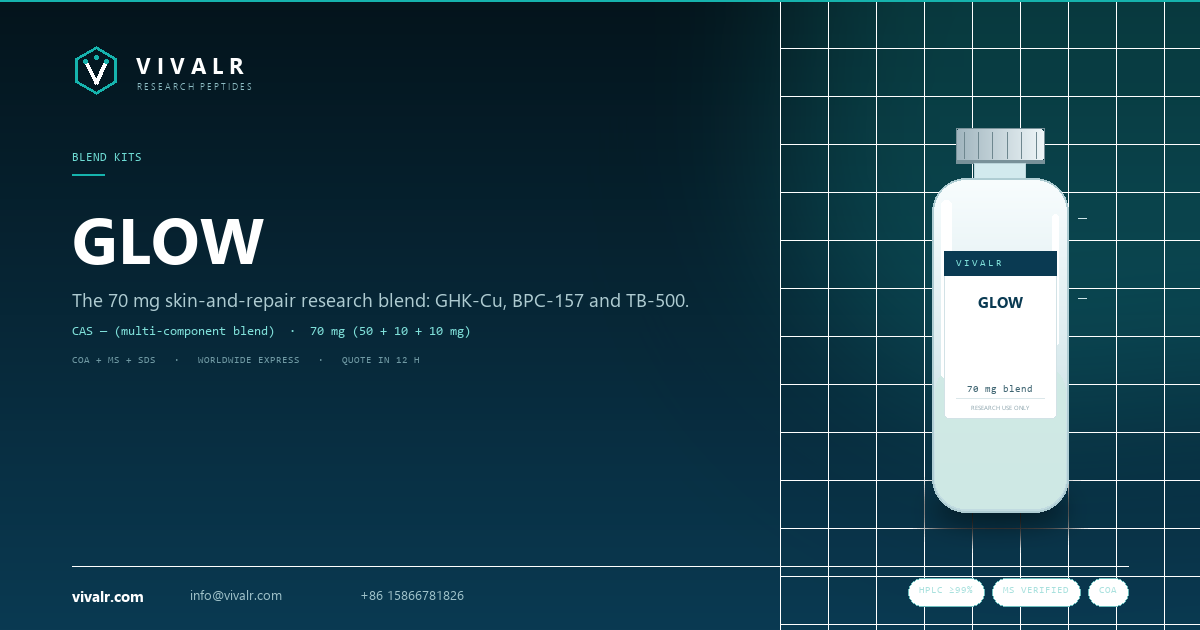 VIVALR
RESEARCH PEPTIDES
BLEND KITS
GLOW
The 70 mg skin-and-repair research blend: GHK-Cu, BPC-157 and TB-500.
CAS — (multi-component blend) · 70 mg (50 + 10 + 10 mg)
COA + MS + SDS · WORLDWIDE EXPRESS · QUOTE IN 12 H
VIVALR
GLOW
70 mg blend
RESEARCH USE ONLY
vivalr.com info@vivalr.com +86 15866781826
HPLC ≥99% MS VERIFIED COA